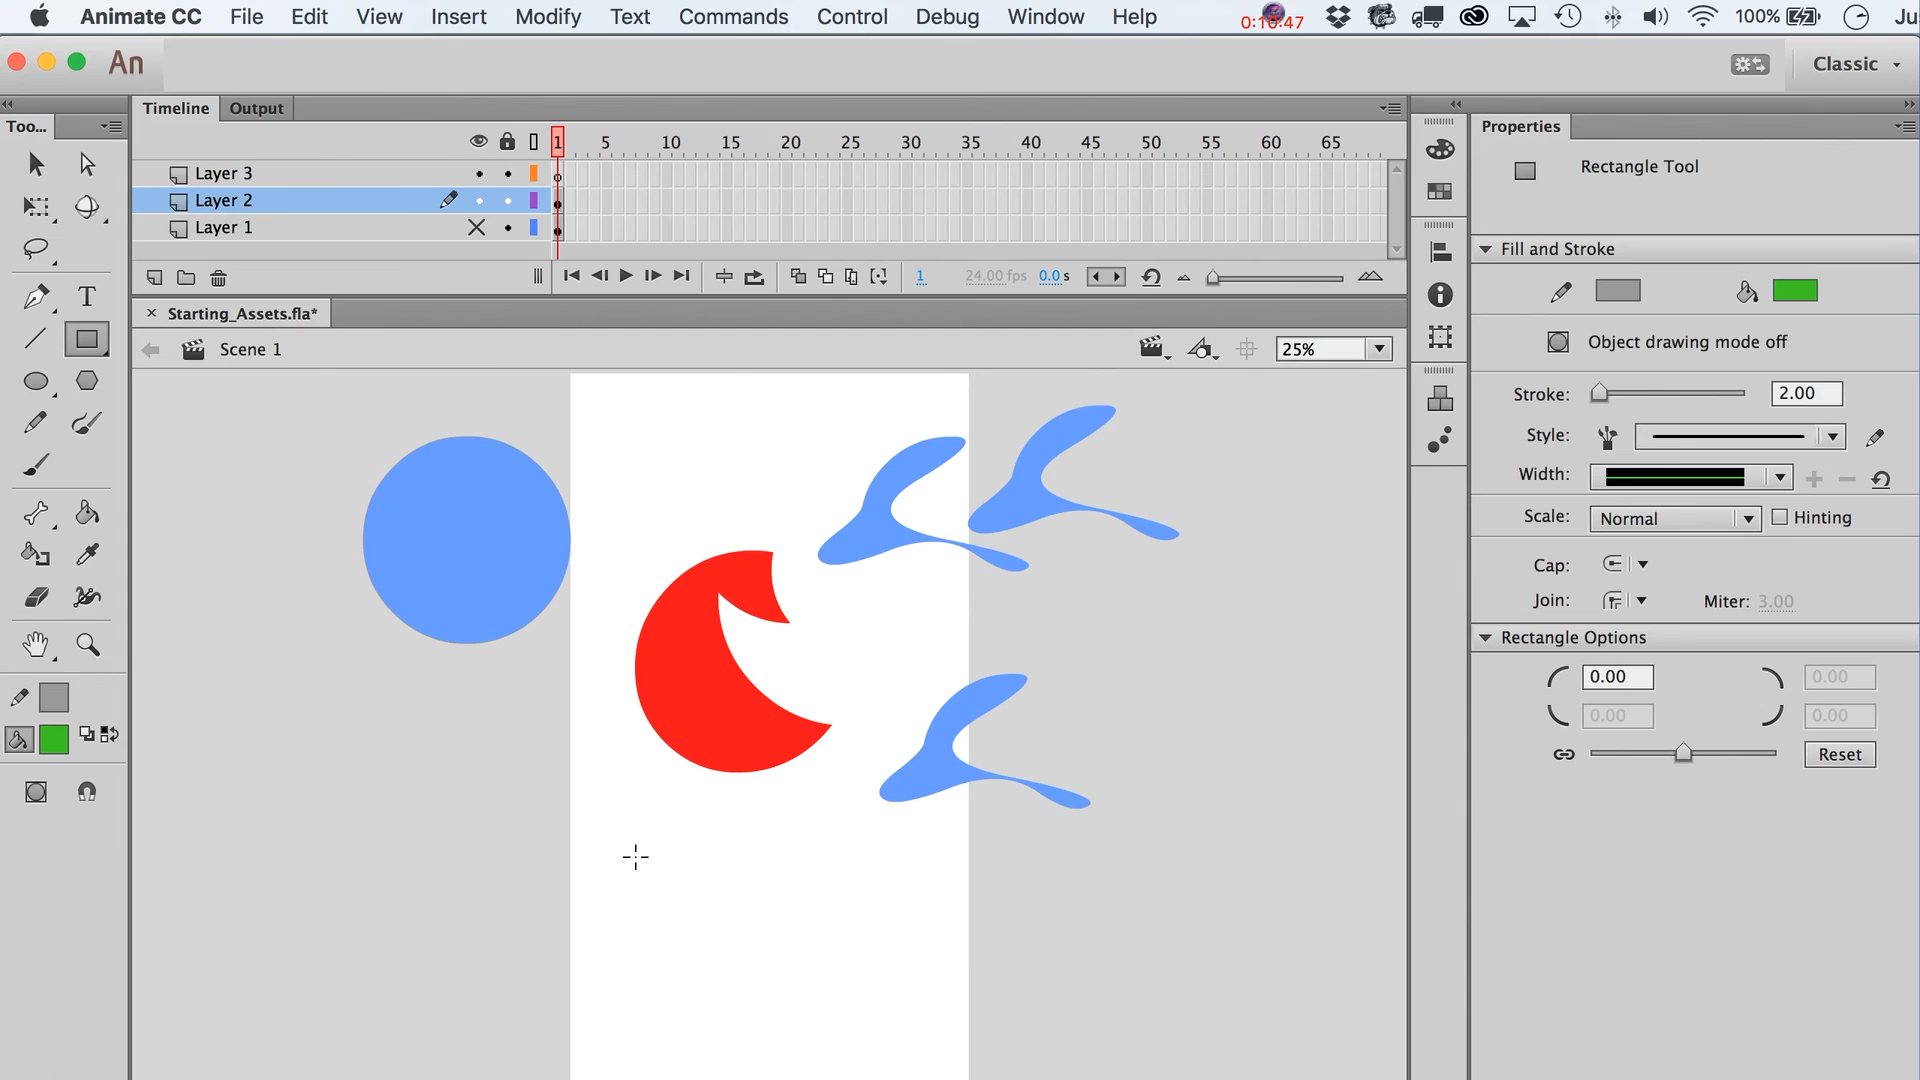 Animate CC File Edit View Insert Modify Text Commands Control Debug Window Help 0:10:47 100% Ju
An Classic
Too... Timeline Output Properties
1 5 10 15 20 25 30 35 40 45 50 55 60 65
Rectangle Tool
Layer 3
Layer 2
Layer 1
Fill and Stroke
1 24.00 fps 0.0 s
T
Starting_Assets.fla*
Object drawing mode off
Scene 1 25%
Stroke: 2.00
Style:
Width:
Scale: Normal Hinting
Cap:
Join: Miter: 3.00
Rectangle Options
0.00 0.00
0.00 0.00
Reset